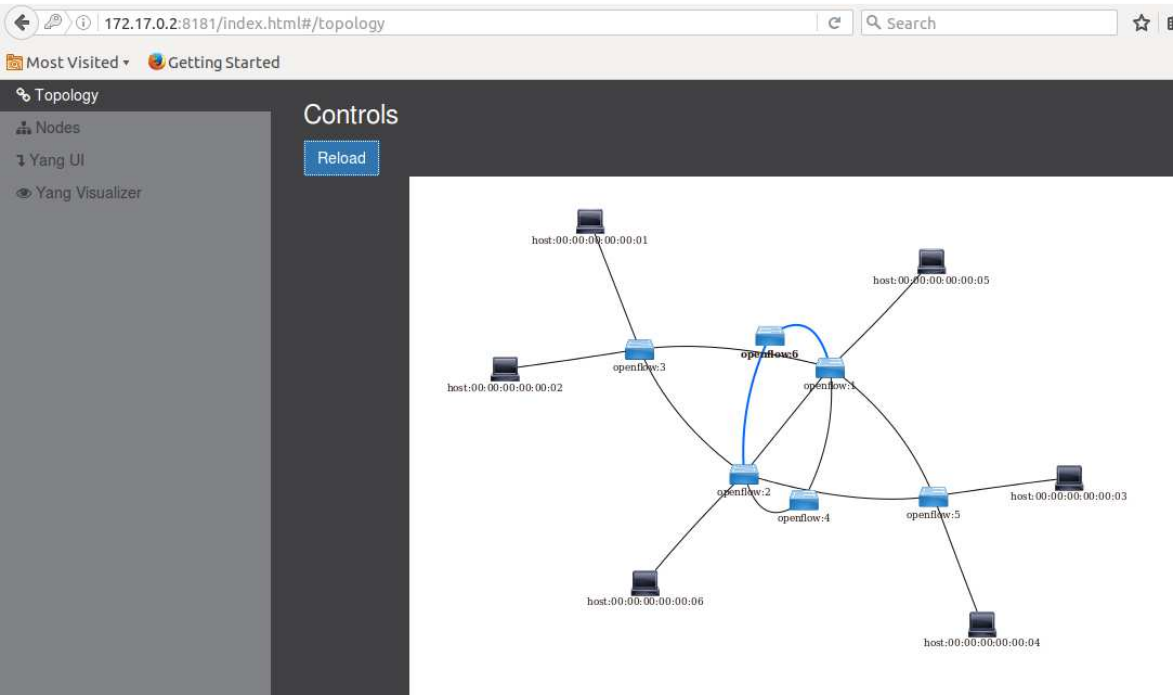 172.17.0.2:8181/index.html#/topology
Search
Most Visited
Getting Started
Topology
Nodes
Yang UI
Yang Visualizer
Controls
Reload
host:00:00:00:00:00:01
host:00:00:00:00:00:05
openflow:6
openflow:3
openflow:1
host:00:00:00:00:00:02
openflow:2
host:00:00:00:00:00:03
openflow:4
openflow:5
host:00:00:00:00:00:06
host:00:00:00:00:00:04